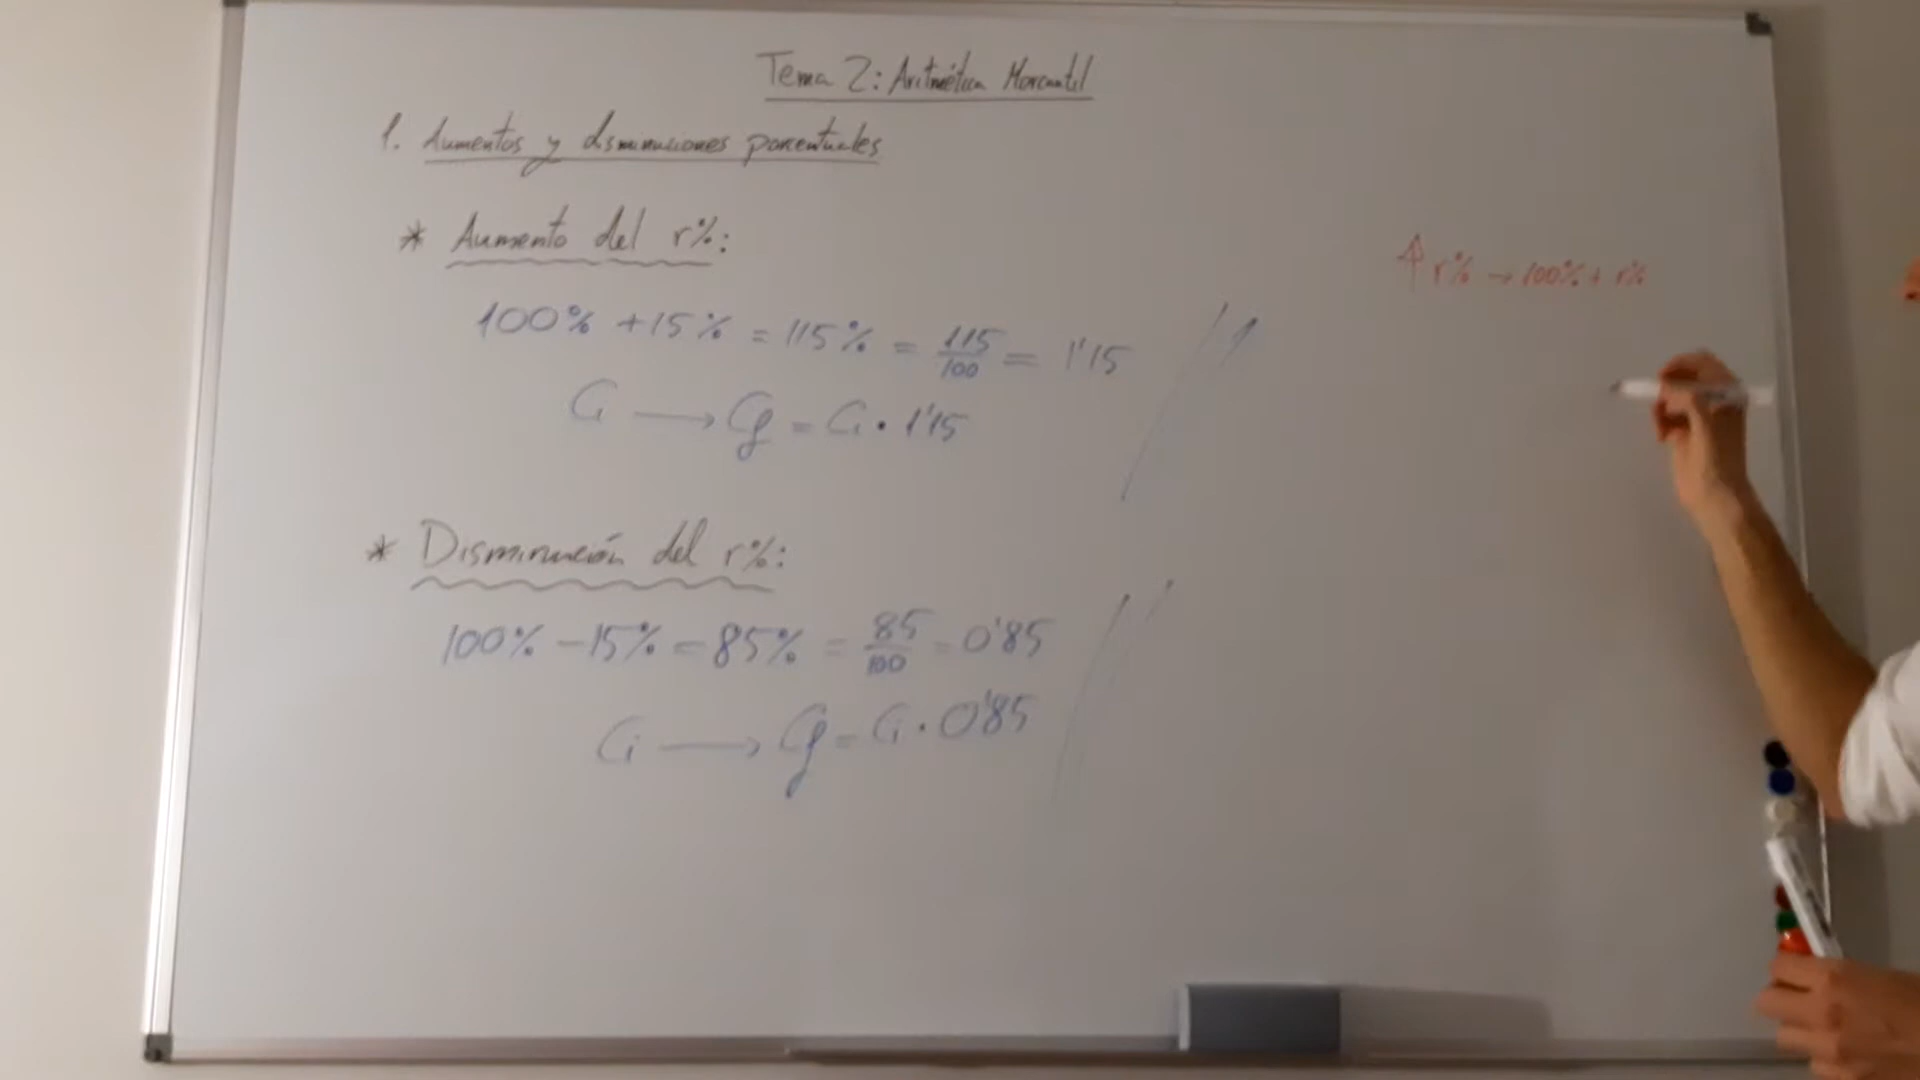 Tema 2: Aritmética Mercantil
1. Aumentos y disminuciones porcentuales
* Aumento del r%:
100% +15% = 115% = 115/100 = 1'15
Ci → Cf = Ci · 1'15
* Disminución del r%:
100% - 15% = 85% = 85/100 = 0'85
Ci → Cf = Ci · 0'85
↑ r% → 100% + r%